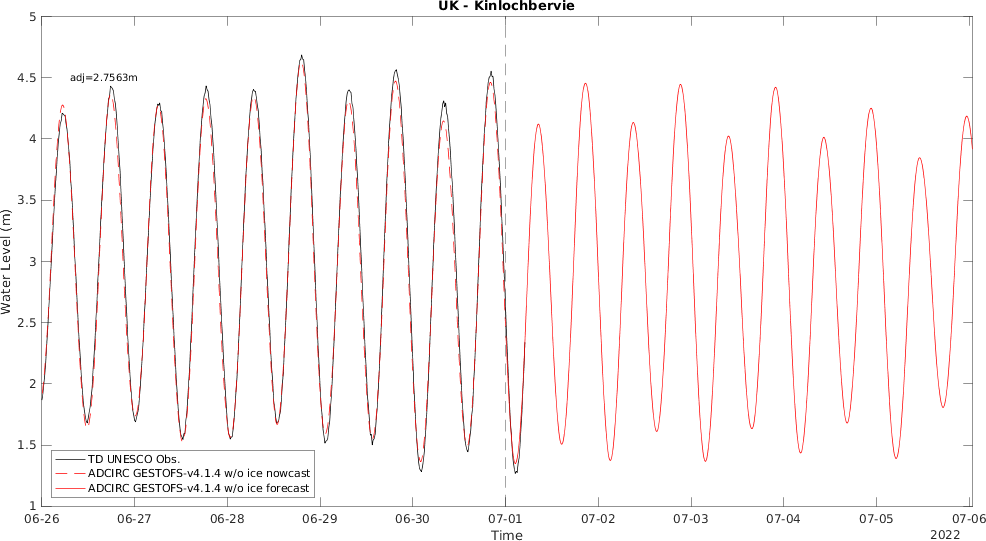 UK - Kinlochbervie
adj=2.7563m
Water Level (m)
5
4.5
4
3.5
3
2.5
2
1.5
1
TD UNESCO Obs.
ADCIRC GESTOFS-v4.1.4 w/o ice nowcast
ADCIRC GESTOFS-v4.1.4 w/o ice forecast
06-26 06-27 06-28 06-29 06-30 07-01 07-02 07-03 07-04 07-05 07-06
Time
2022